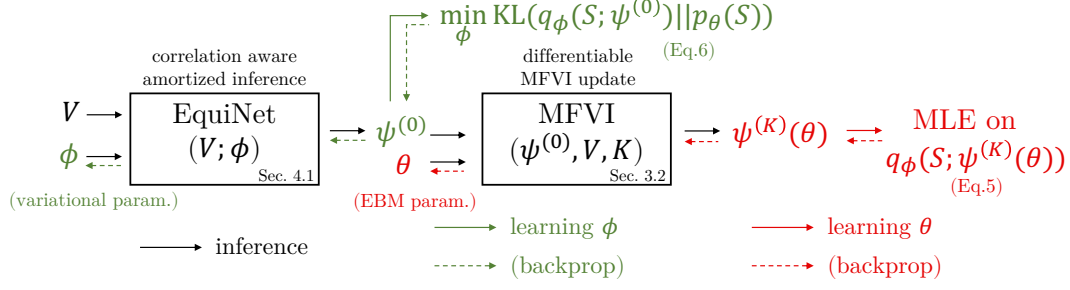 min KL(q_ϕ(S; ψ^(0))||p_θ(S))
ϕ
(Eq.6)
correlation aware
amortized inference
differentiable
MFVI update
V
EquiNet
(V; ϕ)
Sec. 4.1
ϕ
(variational param.)
ψ^(0)
θ
(EBM param.)
MFVI
(ψ^(0), V, K)
Sec. 3.2
ψ^(K)(θ)
MLE on
q_ϕ(S; ψ^(K)(θ))
(Eq.5)
inference
learning ϕ
(backprop)
learning θ
(backprop)